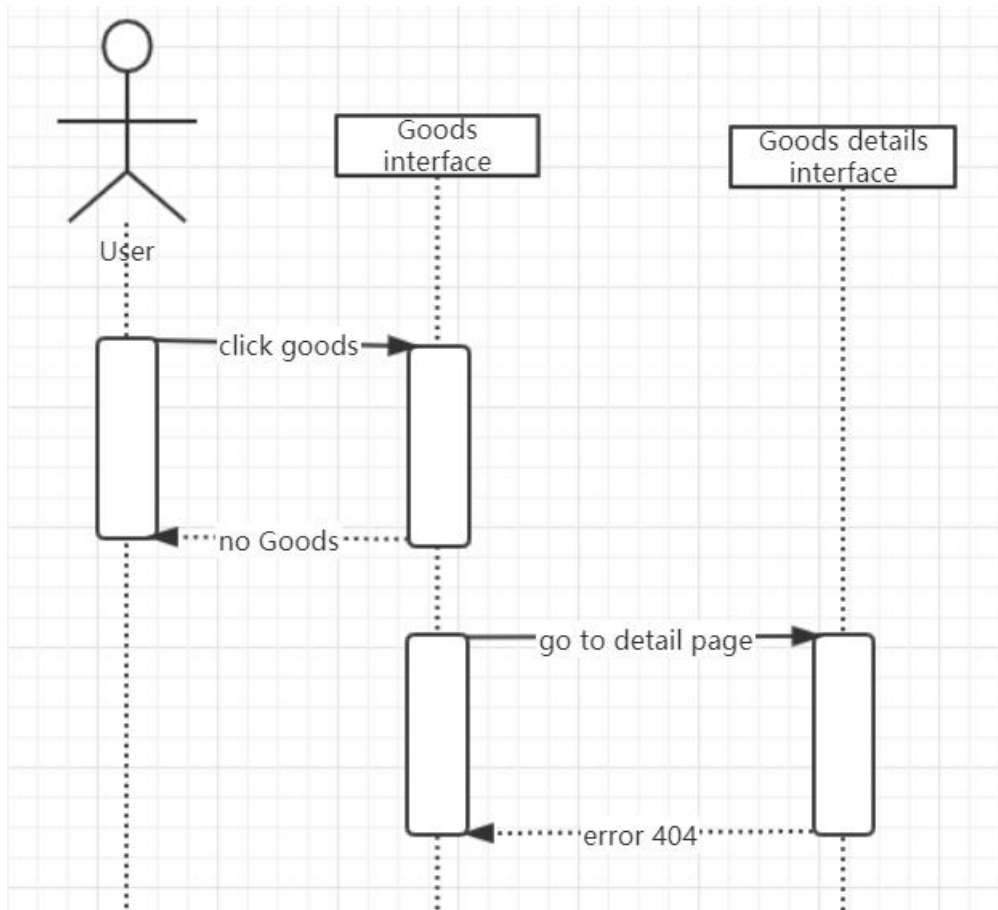 Goods
interface
Goods details
interface
User
click goods
no Goods
go to detail page
error 404